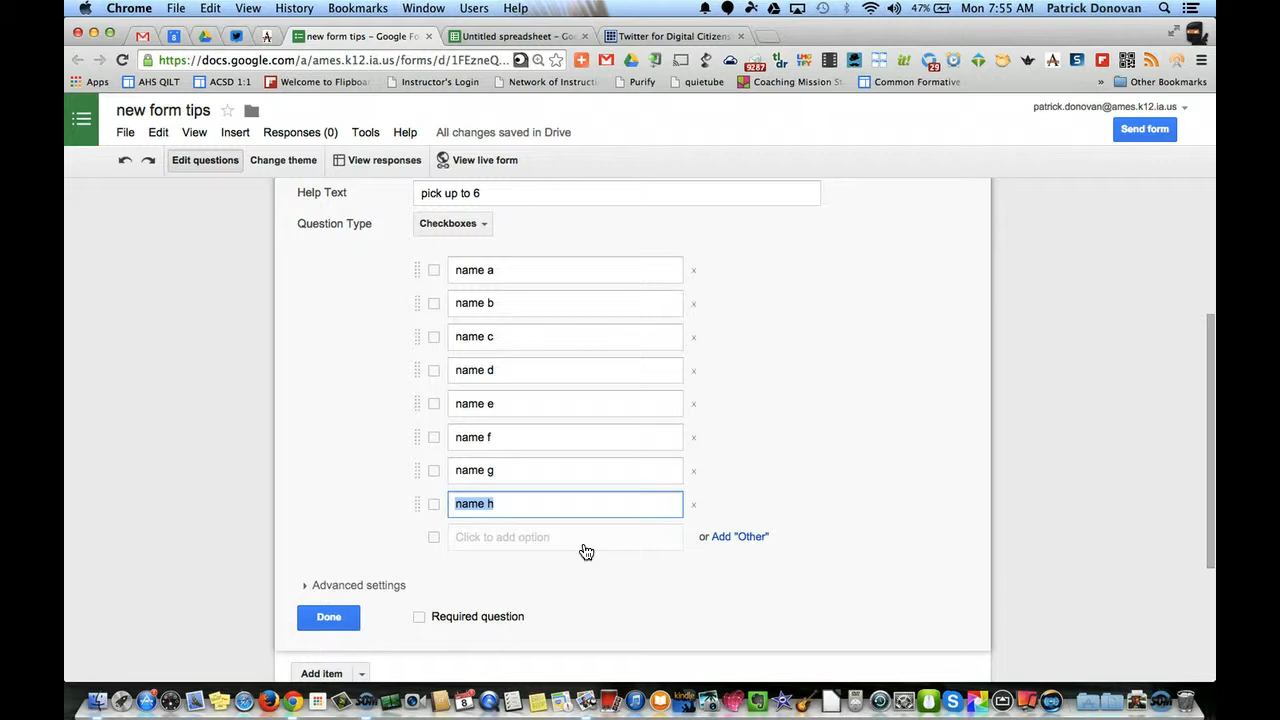 Chrome File Edit View History Bookmarks Window Users Help 47% Mon 7:55 AM Patrick Donovan
new form tips – Google Fo × Untitled spreadsheet – Go × Twitter for Digital Citizens ×
https://docs.google.com/a/ames.k12.ia.us/forms/d/1FEzneQ...
Apps AHS QILT ACSD 1:1 Welcome to Flipboa Instructor's Login Network of Instructi Purify quietube Coaching Mission St Common Formative » Other Bookmarks
new form tips
patrick.donovan@ames.k12.ia.us
File Edit View Insert Responses (0) Tools Help All changes saved in Drive
Send form
Edit questions Change theme View responses View live form
Help Text pick up to 6
Question Type Checkboxes
name a x
name b x
name c x
name d x
name e x
name f x
name g x
name h x
Click to add option or Add "Other"
Advanced settings
Done Required question
Add item